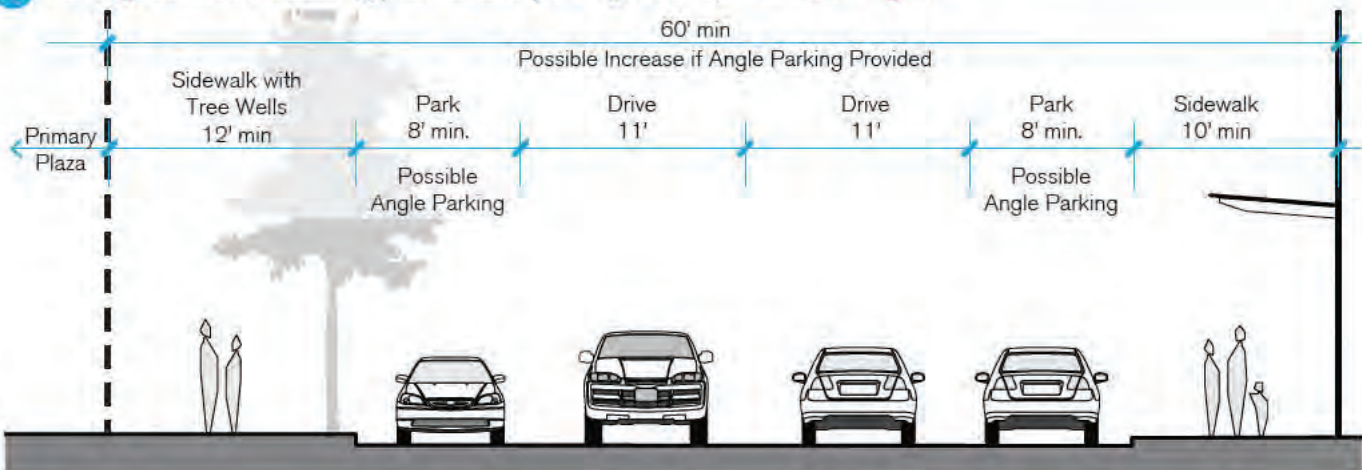 60' min
Possible Increase if Angle Parking Provided
Primary
Plaza
Sidewalk with
Tree Wells
12' min
Park
8' min.
Possible
Angle Parking
Drive
11'
Drive
11'
Park
8' min.
Possible
Angle Parking
Sidewalk
10' min